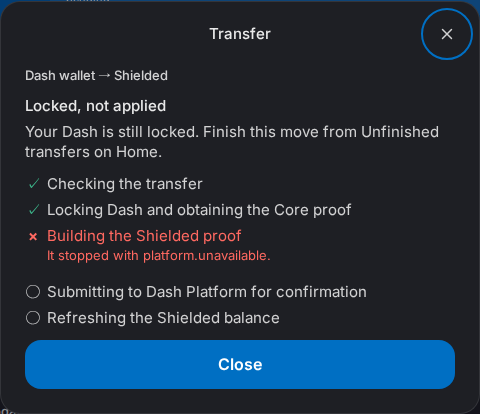 Transfer
Dash wallet → Shielded
Locked, not applied
Your Dash is still locked. Finish this move from Unfinished
transfers on Home.
✓ Checking the transfer
✓ Locking Dash and obtaining the Core proof
× Building the Shielded proof
It stopped with platform.unavailable.
Submitting to Dash Platform for confirmation
Refreshing the Shielded balance
Close